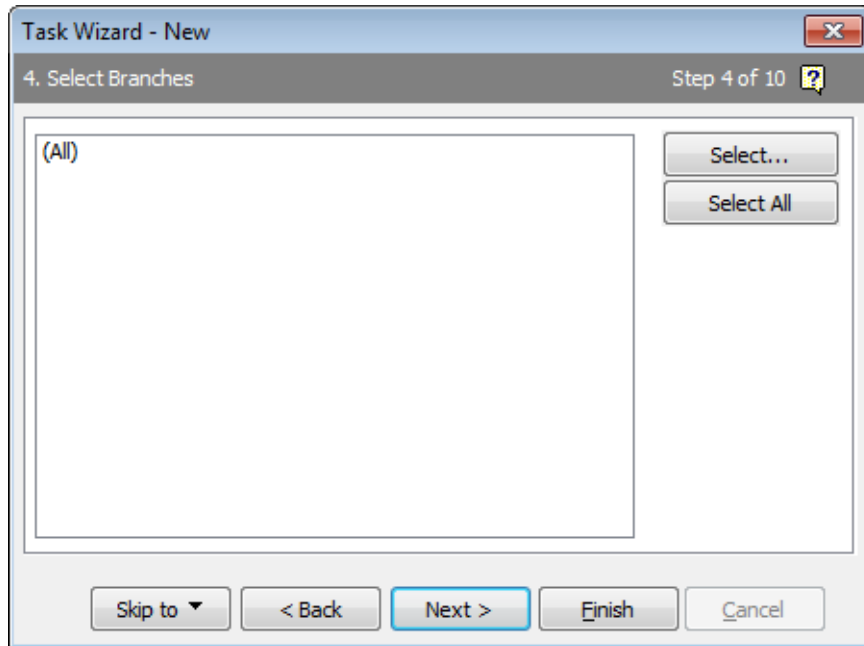 Task Wizard - New
4. Select Branches Step 4 of 10 ?
(All)
Select...
Select All
Skip to < Back Next > Finish Cancel